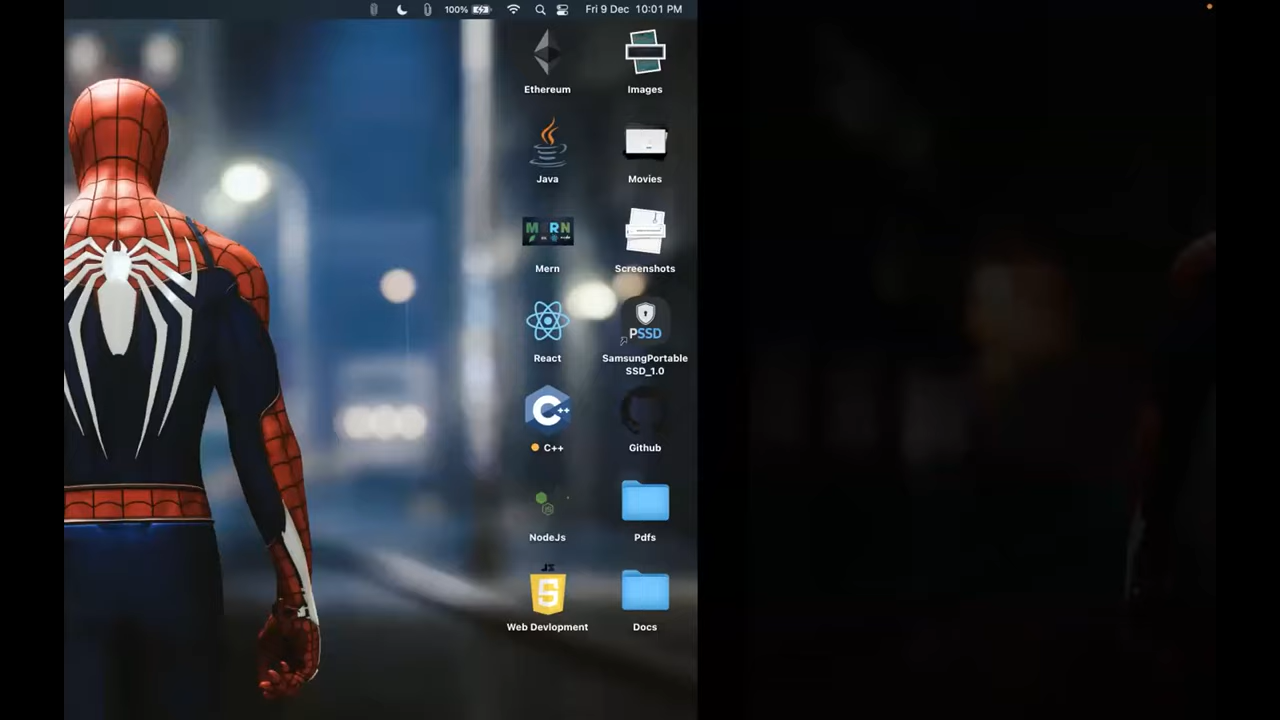 100% Fri 9 Dec 10:01 PM
Ethereum Images
Java Movies
MERN
Mern Screenshots
PSSD
React SamsungPortable
SSD_1.0
C++
C++ Github
NodeJs Pdfs
JS
Web Devlopment Docs